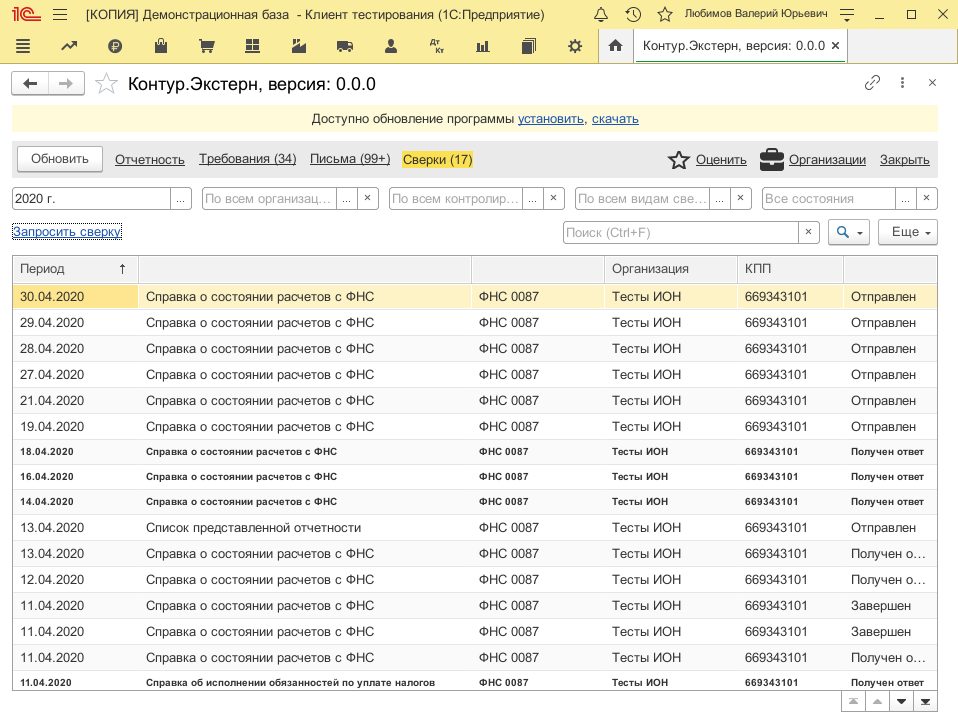 1С [КОПИЯ] Демонстрационная база - Клиент тестирования (1С:Предприятие) Любимов Валерий Юрьевич
Дт Кт Контур.Экстерн, версия: 0.0.0 ×
Контур.Экстерн, версия: 0.0.0
Доступно обновление программы установить, скачать
Обновить Отчетность Требования (34) Письма (99+) Сверки (17) Оценить Организации Закрыть
2020 г. ... По всем организац... ... × По всем контролир... ... × По всем видам све... ... × Все состояния ... ×
Запросить сверку Поиск (Ctrl+F) × Еще
Период ↑ Организация КПП
30.04.2020 Справка о состоянии расчетов с ФНС ФНС 0087 Тесты ИОН 669343101 Отправлен
29.04.2020 Справка о состоянии расчетов с ФНС ФНС 0087 Тесты ИОН 669343101 Отправлен
28.04.2020 Справка о состоянии расчетов с ФНС ФНС 0087 Тесты ИОН 669343101 Отправлен
27.04.2020 Справка о состоянии расчетов с ФНС ФНС 0087 Тесты ИОН 669343101 Отправлен
21.04.2020 Справка о состоянии расчетов с ФНС ФНС 0087 Тесты ИОН 669343101 Отправлен
19.04.2020 Справка о состоянии расчетов с ФНС ФНС 0087 Тесты ИОН 669343101 Отправлен
18.04.2020 Справка о состоянии расчетов с ФНС ФНС 0087 Тесты ИОН 669343101 Получен ответ
16.04.2020 Справка о состоянии расчетов с ФНС ФНС 0087 Тесты ИОН 669343101 Получен ответ
14.04.2020 Справка о состоянии расчетов с ФНС ФНС 0087 Тесты ИОН 669343101 Получен ответ
13.04.2020 Список представленной отчетности ФНС 0087 Тесты ИОН 669343101 Отправлен
13.04.2020 Справка о состоянии расчетов с ФНС ФНС 0087 Тесты ИОН 669343101 Получен о...
12.04.2020 Справка о состоянии расчетов с ФНС ФНС 0087 Тесты ИОН 669343101 Получен о...
11.04.2020 Справка о состоянии расчетов с ФНС ФНС 0087 Тесты ИОН 669343101 Завершен
11.04.2020 Справка о состоянии расчетов с ФНС ФНС 0087 Тесты ИОН 669343101 Завершен
11.04.2020 Справка о состоянии расчетов с ФНС ФНС 0087 Тесты ИОН 669343101 Получен о...
11.04.2020 Справка об исполнении обязанностей по уплате налогов ФНС 0087 Тесты ИОН 669343101 Получен ответ